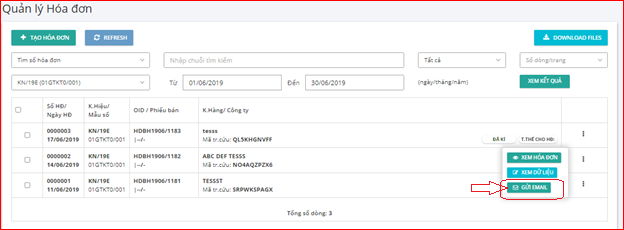 Quản lý Hóa đơn
TẠO HÓA ĐƠN REFRESH DOWNLOAD FILES
Tìm số hóa đơn Nhập chuỗi tìm kiếm Tất cả Số dòng/trang
KN/19E (01GTKT0/001) Từ 01/06/2019 Đến 30/06/2019 (ngày/tháng/năm) XEM KẾT QUẢ
Số HĐ/ K.Hiệu/ OID / Phiếu bán K.Hàng/ Công ty
Ngày HĐ Mẫu số
0000003 KN/19E HDBH1906/1183 tesss
17/06/2019 01GTKT0/001 |--/-- Mã tr.cứu: QL5KHGNVFF ĐÃ KÍ T.THẾ CHO HĐ:
0000002 KN/19E HDBH1906/1182 ABC DEF TESSS XEM HÓA ĐƠN
14/06/2019 01GTKT0/001 |--/-- Mã tr.cứu: NO4AQZPZX6 XEM DỮ LIỆU
0000001 KN/19E HDBH1906/1181 TESSST GỬI EMAIL
11/06/2019 01GTKT0/001 |--/-- Mã tr.cứu: SRPWKSPAGX
Tổng số dòng: 3